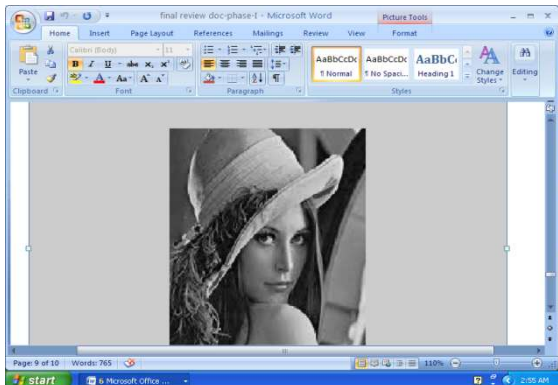 final review doc-phase-I - Microsoft Word
Picture Tools
Home Insert Page Layout References Mailings Review View Format
Calibri (Body) 11
Paste
B I U abe x, x'
Aa A A
AaBbCcDc AaBbCcDc AaBbC
¶ Normal ¶ No Spaci... Heading 1
Change Styles
Editing
Clipboard Font Paragraph Styles
Page: 9 of 10 Words: 765 110%
start 6 Microsoft Office ... 2:55 AM